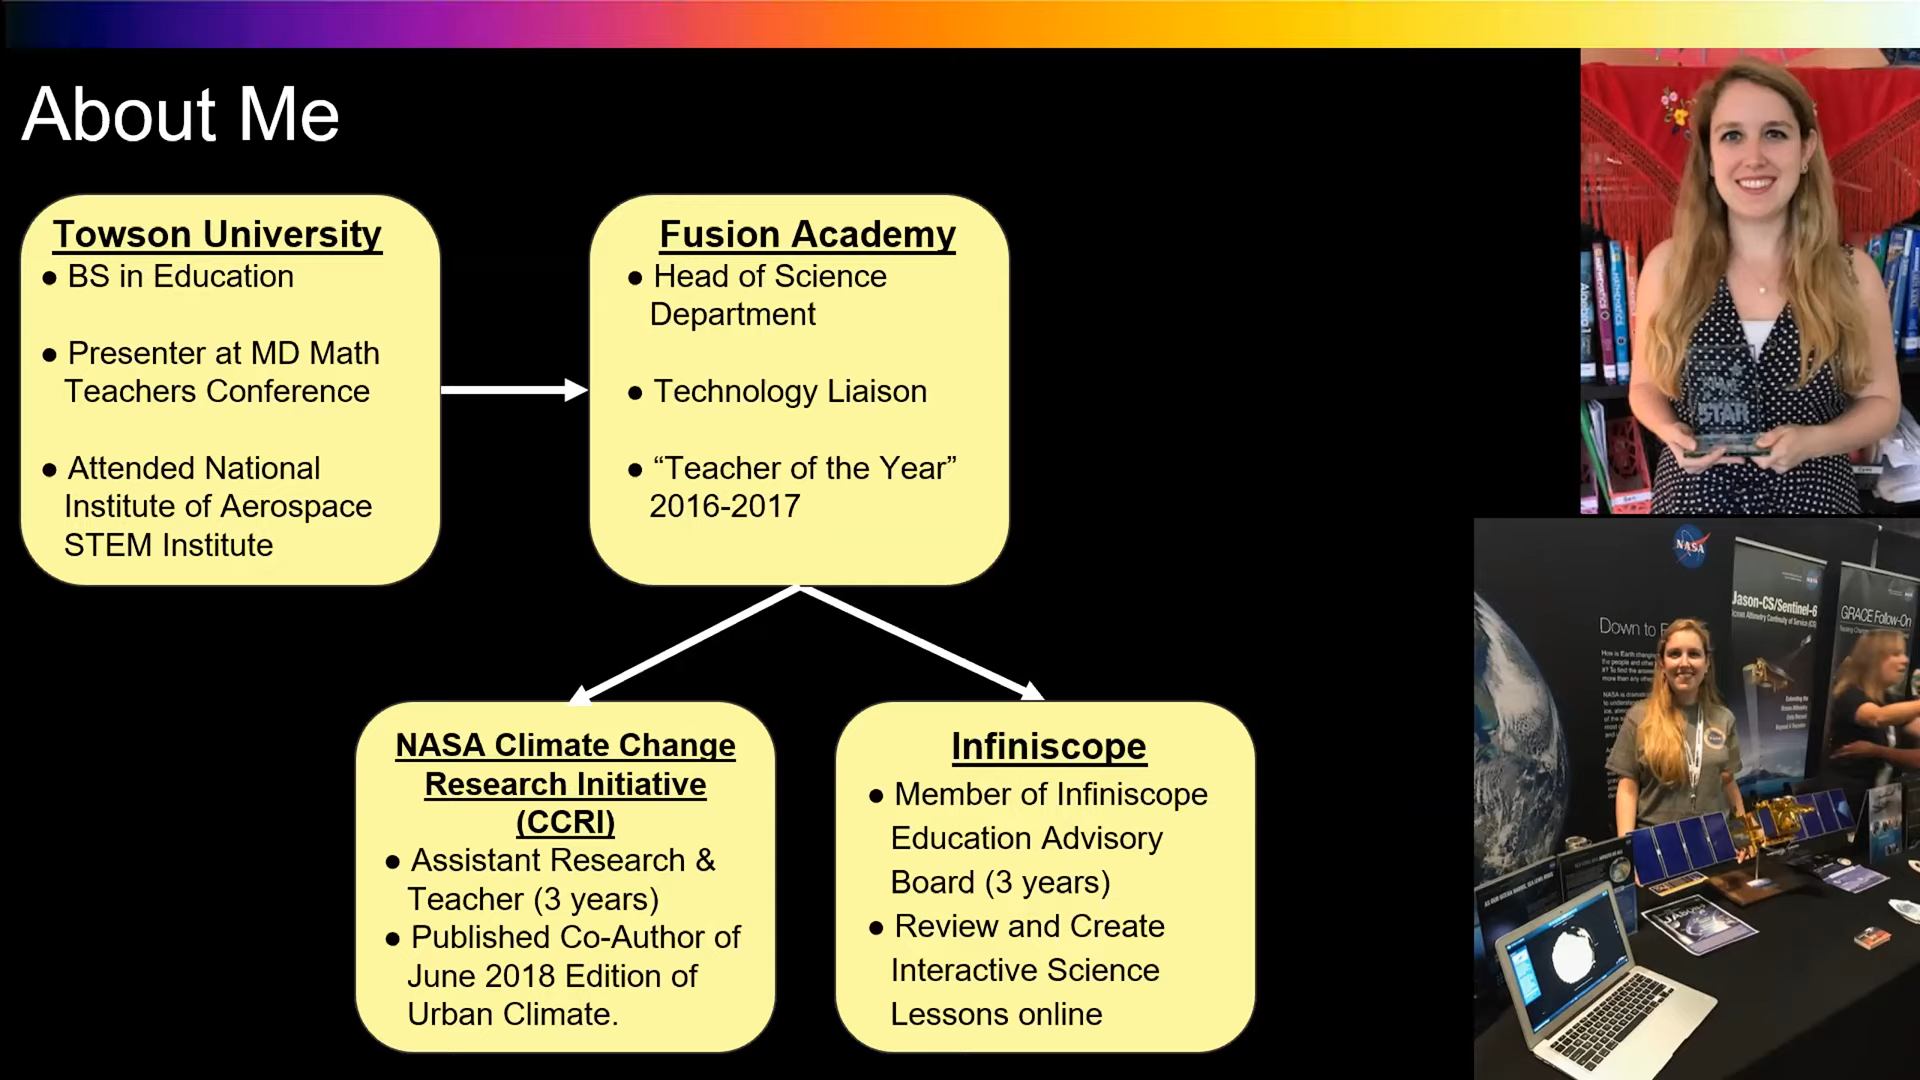 About Me
Towson University
● BS in Education
● Presenter at MD Math
Teachers Conference
● Attended National
Institute of Aerospace
STEM Institute
Fusion Academy
● Head of Science
Department
● Technology Liaison
● “Teacher of the Year”
2016-2017
NASA Climate Change
Research Initiative
(CCRI)
● Assistant Research &
Teacher (3 years)
● Published Co-Author of
June 2018 Edition of
Urban Climate.
Infiniscope
● Member of Infiniscope
Education Advisory
Board (3 years)
● Review and Create
Interactive Science
Lessons online
STAR
NASA
Jason-CS/Sentinel-6
GRACE Follow-On
Down to